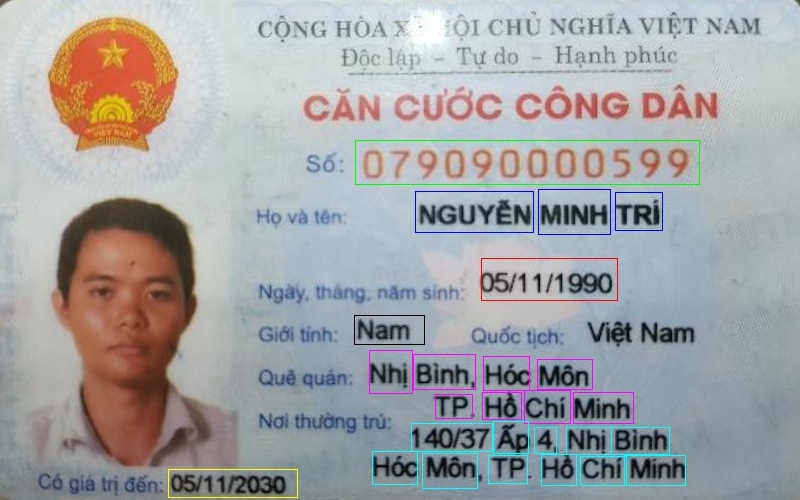 CỘNG HÒA XÃ HỘI CHỦ NGHĨA VIỆT NAM
Độc lập - Tự do - Hạnh phúc
CĂN CƯỚC CÔNG DÂN
Số: 079090000599
Họ và tên: NGUYỄN MINH TRÍ
Ngày, tháng, năm sinh: 05/11/1990
Giới tính: Nam Quốc tịch: Việt Nam
Quê quán: Nhị Bình, Hóc Môn
TP. Hồ Chí Minh
Nơi thường trú: 140/37 Ấp 4, Nhị Bình
Hóc Môn, TP. Hồ Chí Minh
Có giá trị đến: 05/11/2030
VIỆT NAM